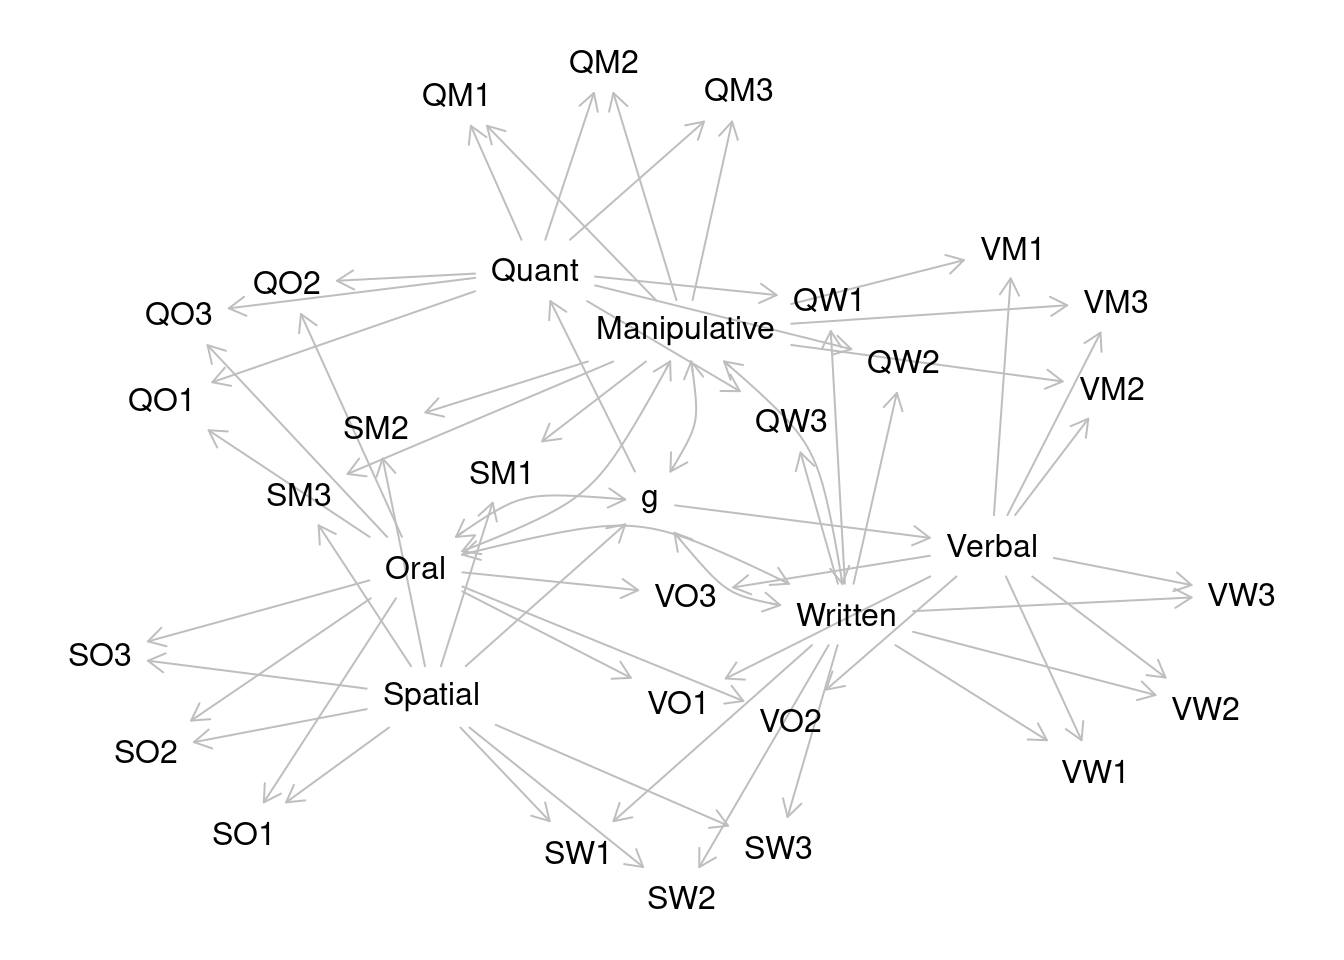 QM2
QM1
QM3
VM1
Quant
QO2
QW1
VM3
QO3
Manipulative
QW2
VM2
QO1
QW3
SM2
SM1
SM3
g
Verbal
Oral
VO3
VW3
Written
SO3
Spatial
VO1
VW2
VO2
SO2
VW1
SO1
SW3
SW1
SW2